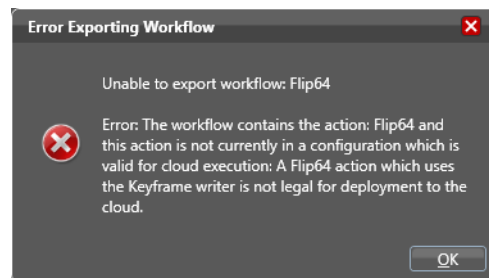 Error Exporting Workflow
Unable to export workflow: Flip64
Error: The workflow contains the action: Flip64 and
this action is not currently in a configuration which is
valid for cloud execution: A Flip64 action which uses
the Keyframe writer is not legal for deployment to the
cloud.
OK